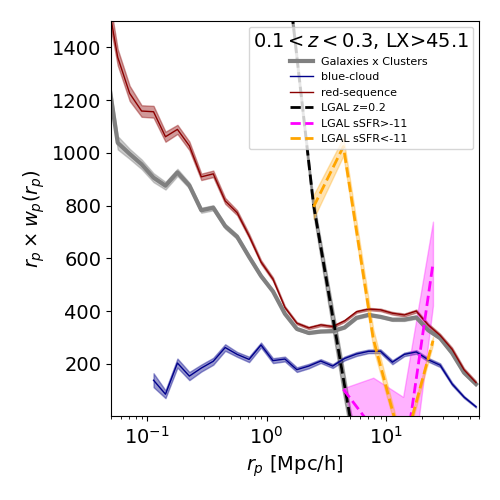 0.1 < z < 0.3, LX>45.1
Galaxies x Clusters
blue-cloud
red-sequence
LGAL z=0.2
LGAL sSFR>-11
LGAL sSFR<-11
1400
1200
1000
800
600
400
200
r_p × w_p(r_p)
10^{-1} 10^{0} 10^{1}
r_p [Mpc/h]